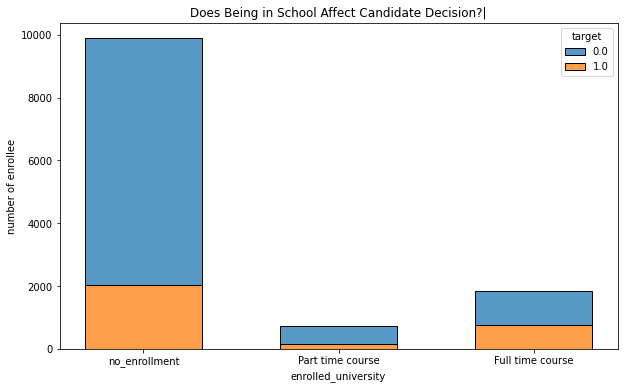 Does Being in School Affect Candidate Decision?|
target
0.0
1.0
number of enrollee
10000
8000
6000
4000
2000
0
no_enrollment
Part time course
Full time course
enrolled_university